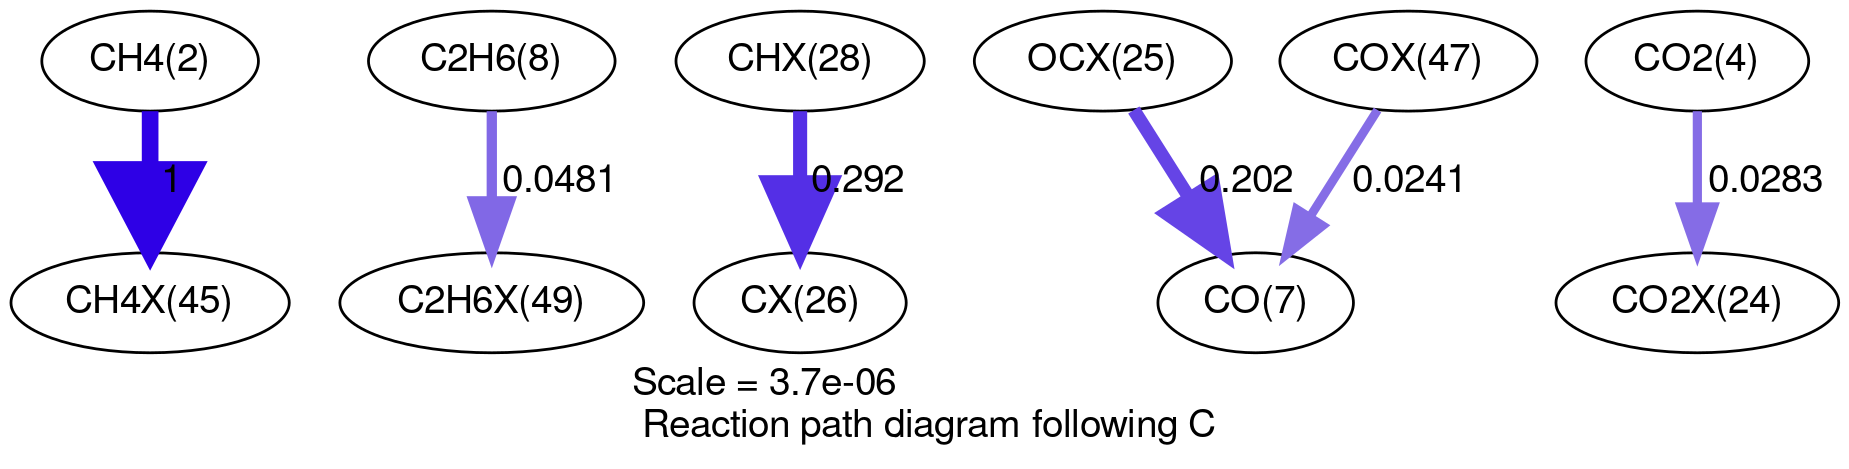 CH4(2)
C2H6(8)
CHX(28)
OCX(25)
COX(47)
CO2(4)
1
0.0481
0.292
0.202
0.0241
0.0283
CH4X(45)
C2H6X(49)
CX(26)
CO(7)
CO2X(24)
Scale = 3.7e-06
Reaction path diagram following C